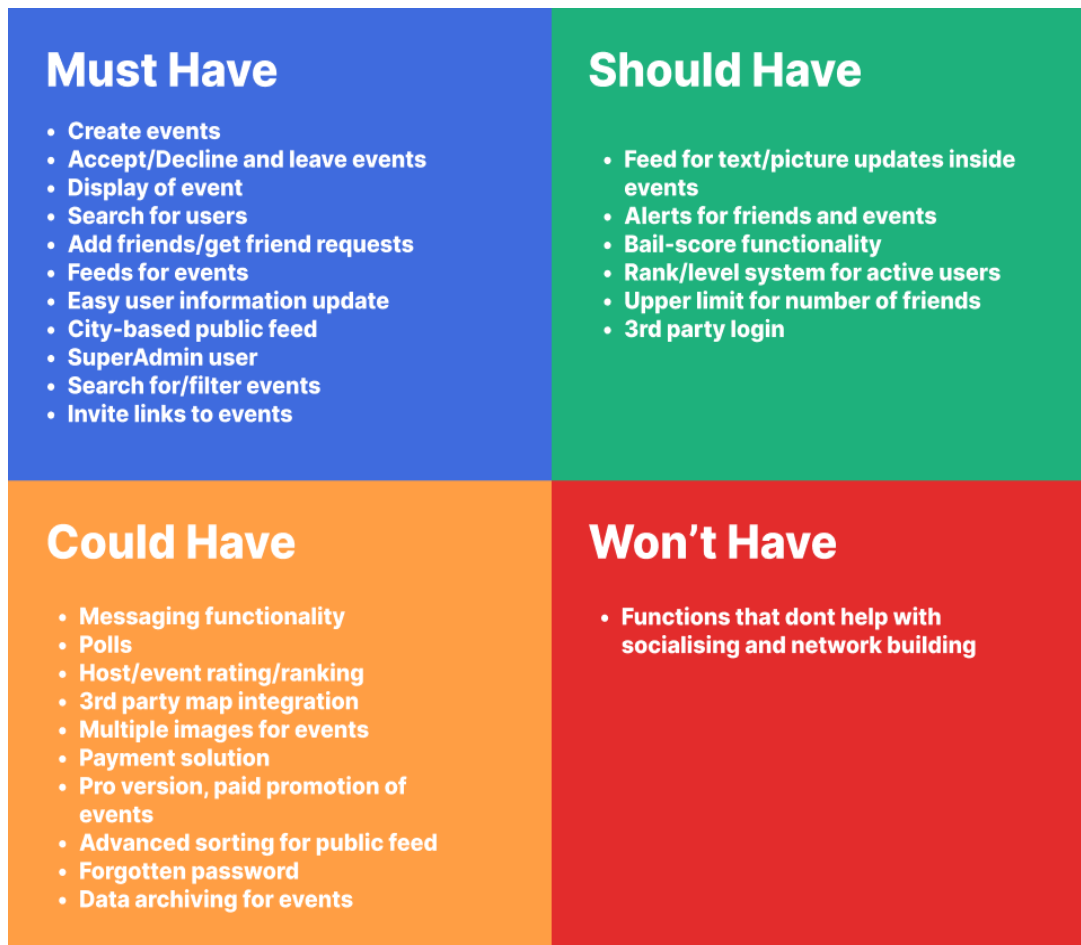 Must Have
• Create events
• Accept/Decline and leave events
• Display of event
• Search for users
• Add friends/get friend requests
• Feeds for events
• Easy user information update
• City-based public feed
• SuperAdmin user
• Search for/filter events
• Invite links to events
Should Have
• Feed for text/picture updates inside
events
• Alerts for friends and events
• Bail-score functionality
• Rank/level system for active users
• Upper limit for number of friends
• 3rd party login
Could Have
• Messaging functionality
• Polls
• Host/event rating/ranking
• 3rd party map integration
• Multiple images for events
• Payment solution
• Pro version, paid promotion of
events
• Advanced sorting for public feed
• Forgotten password
• Data archiving for events
Won’t Have
• Functions that dont help with
socialising and network building